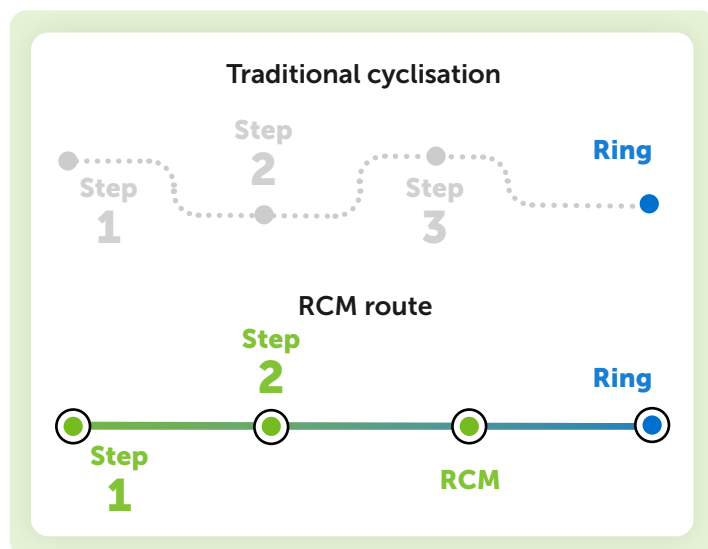 Traditional cyclisation
Step
1
Step
2
Step
3
Ring
RCM route
Step
1
Step
2
RCM
Ring